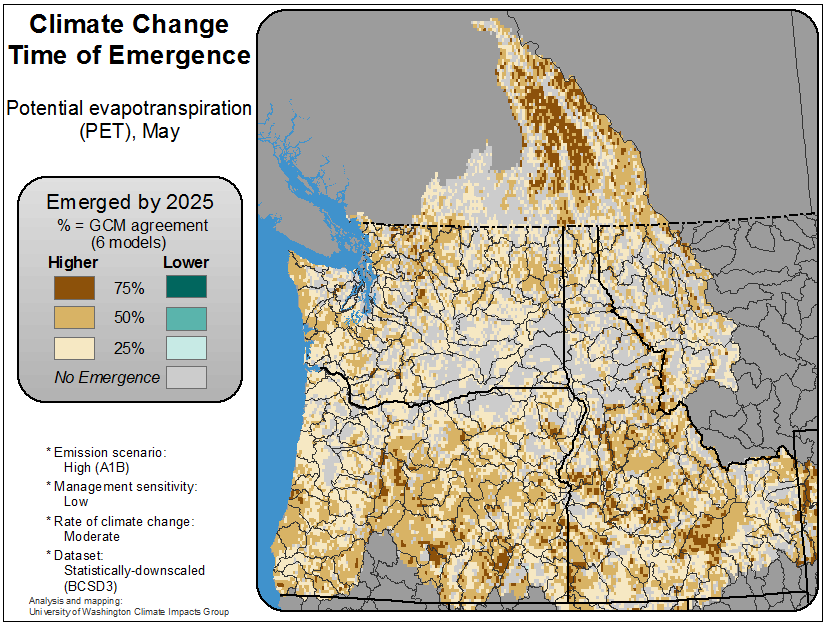 Climate Change
Time of Emergence
Potential evapotranspiration
(PET), May
Emerged by 2025
% = GCM agreement
(6 models)
Higher Lower
75%
50%
25%
No Emergence
* Emission scenario:
High (A1B)
* Management sensitivity:
Low
* Rate of climate change:
Moderate
* Dataset:
Statistically-downscaled
(BCSD3)
Analysis and mapping:
University of Washington Climate Impacts Group